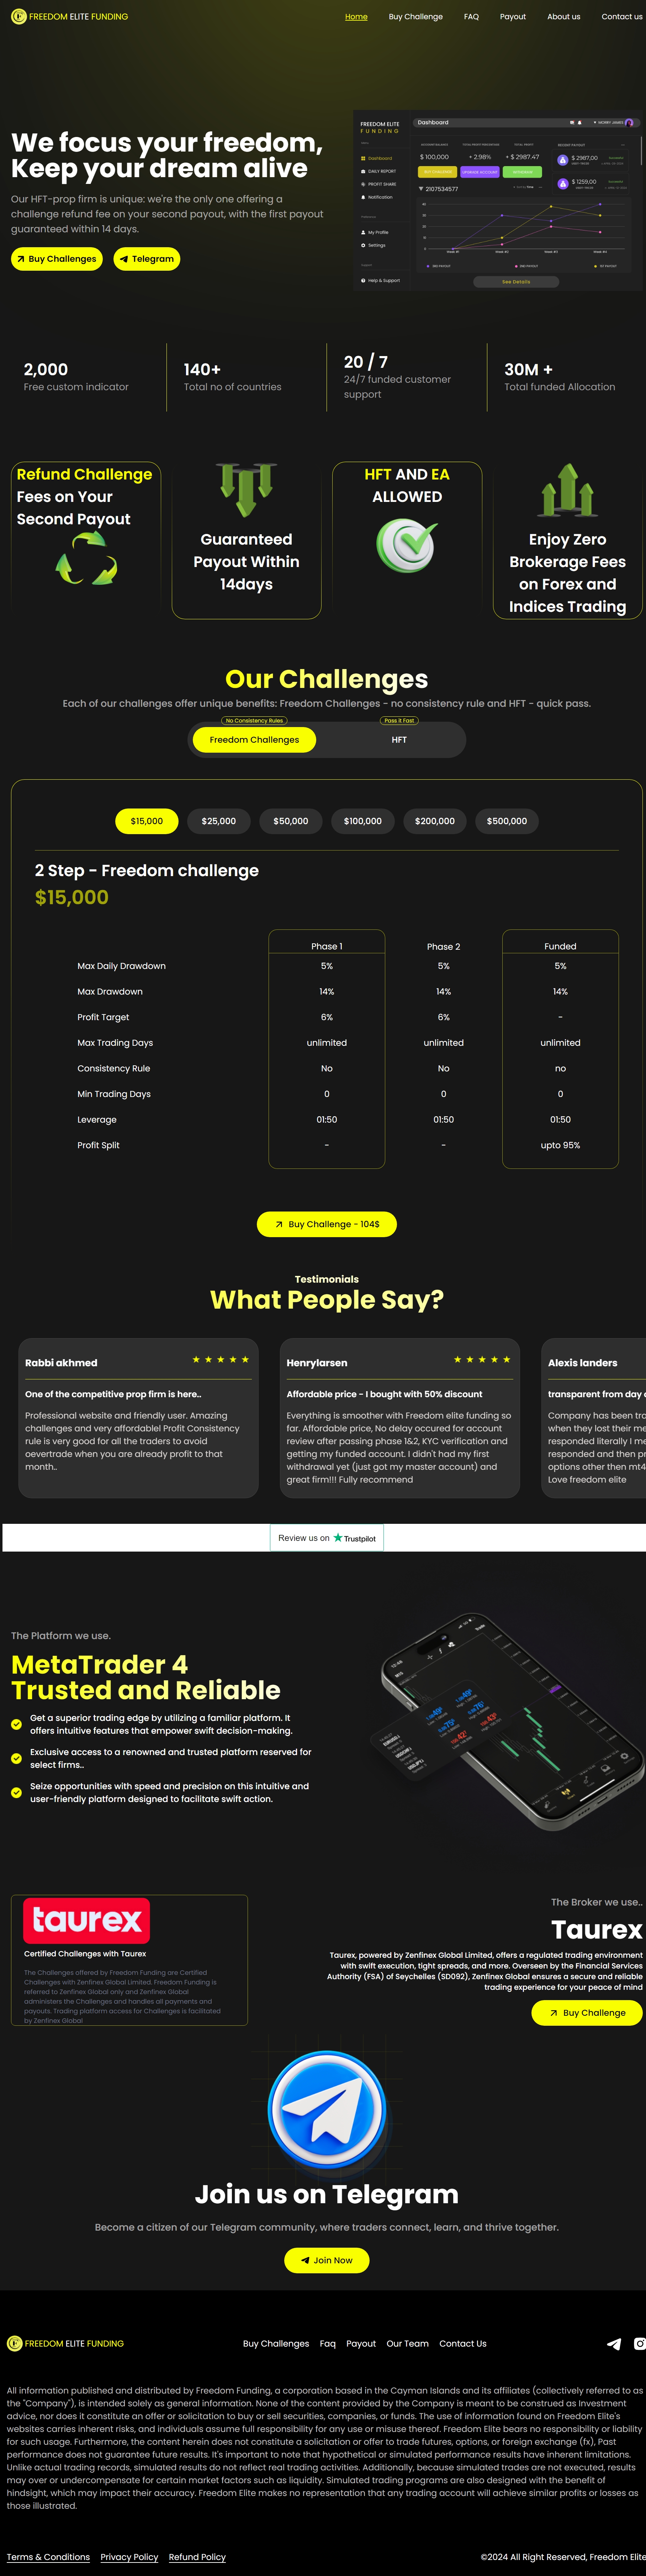 FREEDOM ELITE FUNDING
Home
Buy Challenge
FAQ
Payout
About us
Contact us
We focus your freedom,
Keep your dream alive
Our HFT-prop firm is unique: we're the only one offering a
challenge refund fee on your second payout, with the first payout
guaranteed within 14 days.
Buy Challenges
Telegram
FREEDOM ELITE
FUNDING
Dashboard
DAILY REPORT
PROFIT SHARE
Notification
My Profile
Settings
Help & Support
Dashboard
ACCOUNT BALANCE
TOTAL PROFIT
$ 100,000
+ 2.98%
+ $ 2987.47
UPGRADE ACCOUNT
2107534577
RECENT PAYOUT
$ 2987,00
$ 1259,00
See Details
2,000
Free custom indicator
140+
Total no of countries
20 / 7
24/7 funded customer
support
30M +
Total funded Allocation
Refund Challenge
Fees on Your
Second Payout
Guaranteed
Payout Within
14days
HFT AND EA
ALLOWED
Enjoy Zero
Brokerage Fees
on Forex and
Indices Trading
Our Challenges
Each of our challenges offer unique benefits: Freedom Challenges - no consistency rule and HFT - quick pass.
No Consistency Rules
Pass it Fast
Freedom Challenges
HFT
$15,000
$25,000
$50,000
$100,000
$200,000
$500,000
2 Step - Freedom challenge
$15,000
Phase 1
Phase 2
Funded
Max Daily Drawdown 5% 5% 5%
Max Drawdown 14% 14% 14%
Profit Target 6% 6% -
Max Trading Days unlimited unlimited unlimited
Consistency Rule No No no
Min Trading Days 0 0 0
Leverage 01:50 01:50 01:50
Profit Split - - upto 95%
Buy Challenge - 104$
Testimonials
What People Say?
Rabbi akhmed
One of the competitive prop firm is here..
Professional website and friendly user. Amazing
challenges and very affordable! Profit Consistency
rule is very good for all the traders to avoid
oevertrade when you are already profit to that
month..
Henrylarsen
Affordable price - I bought with 50% discount
Everything is smoother with Freedom elite funding so
far. Affordable price, No delay occured for account
review after passing phase 1&2, KYC verification and
getting my funded account. I didn't had my first
withdrawal yet (just got my master account) and
great firm!!! Fully recommend
Alexis landers
transparent from day
Company has been
when they lost their
responded literally I
responded and then
options other then mt4
Love freedom elite
Review us on Trustpilot
The Platform we use.
MetaTrader 4
Trusted and Reliable
Get a superior trading edge by utilizing a familiar platform. It
offers intuitive features that empower swift decision-making.
Exclusive access to a renowned and trusted platform reserved for
select firms..
Seize opportunities with speed and precision on this intuitive and
user-friendly platform designed to facilitate swift action.
taurex
Certified Challenges with Taurex
The Challenges offered by Freedom Funding are Certified
Challenges with Zenfinex Global Limited. Freedom Funding is
referred to Zenfinex Global only and Zenfinex Global
administers the Challenges and handles all payments and
payouts. Trading platform access for Challenges is facilitated
by Zenfinex Global
The Broker we use..
Taurex
Taurex, powered by Zenfinex Global Limited, offers a regulated trading environment
with swift execution, tight spreads, and more. Overseen by the Financial Services
Authority (FSA) of Seychelles (SD092), Zenfinex Global ensures a secure and reliable
trading experience for your peace of mind
Buy Challenge
Join us on Telegram
Become a citizen of our Telegram community, where traders connect, learn, and thrive together.
Join Now
FREEDOM ELITE FUNDING
Buy Challenges
Faq
Payout
Our Team
Contact Us
All information published and distributed by Freedom Funding, a corporation based in the Cayman Islands and its affiliates (collectively referred to as
the "Company"), is intended solely as general information. None of the content provided by the Company is meant to be construed as Investment
advice, nor does it constitute an offer or solicitation to buy or sell securities, companies, or funds. The use of information found on Freedom Elite's
websites carries inherent risks, and individuals assume full responsibility for any use or misuse thereof. Freedom Elite bears no responsibility or liability
for such usage. Furthermore, the content herein does not constitute a solicitation or offer to trade futures, options, or foreign exchange (fx), Past
performance does not guarantee future results. It's important to note that hypothetical or simulated performance results have inherent limitations.
Unlike actual trading records, simulated results do not reflect real trading activities. Additionally, because simulated trades are not executed, results
may over or undercompensate for certain market factors such as liquidity. Simulated trading programs are also designed with the benefit of
hindsight, which may impact their accuracy. Freedom Elite makes no representation that any trading account will achieve similar profits or losses as
those illustrated.
Terms & Conditions
Privacy Policy
Refund Policy
©2024 All Right Reserved, Freedom Elite